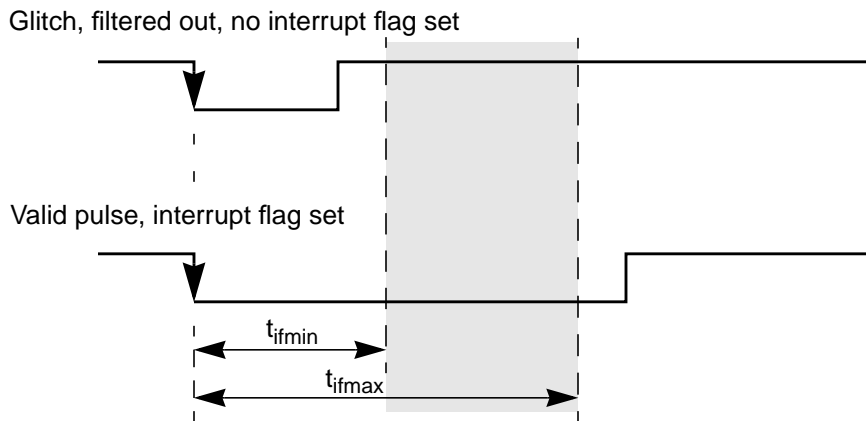 Glitch, filtered out, no interrupt flag set
Valid pulse, interrupt flag set
tifmin
tifmax